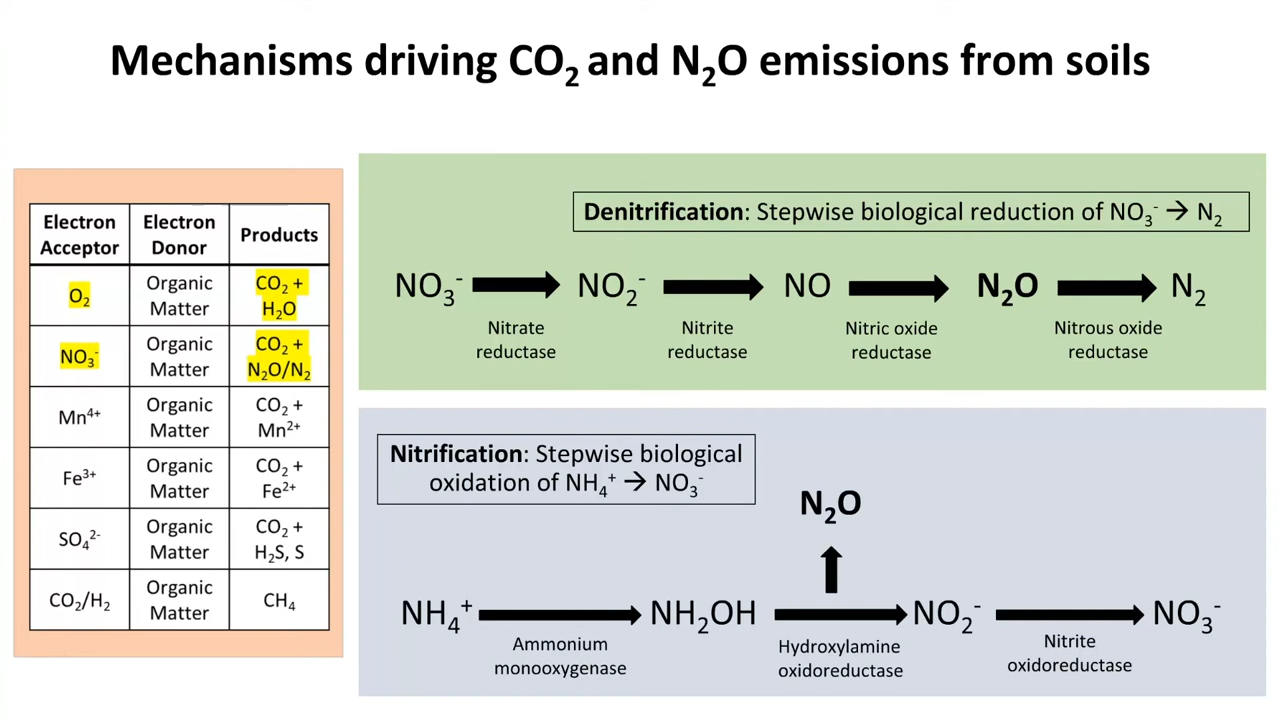 Mechanisms driving CO₂ and N₂O emissions from soils
Electron Acceptor
Electron Donor
Products
O₂
Organic Matter
CO₂ + H₂O
NO₃⁻
Organic Matter
CO₂ + N₂O/N₂
Mn⁴⁺
Organic Matter
CO₂ + Mn²⁺
Fe³⁺
Organic Matter
CO₂ + Fe²⁺
SO₄²⁻
Organic Matter
CO₂ + H₂S, S
CO₂/H₂
Organic Matter
CH₄
Denitrification: Stepwise biological reduction of NO₃⁻ → N₂
NO₃⁻
NO₂⁻
NO
N₂O
N₂
Nitrate reductase
Nitrite reductase
Nitric oxide reductase
Nitrous oxide reductase
Nitrification: Stepwise biological
oxidation of NH₄⁺ → NO₃⁻
N₂O
NH₄⁺
NH₂OH
NO₂⁻
NO₃⁻
Ammonium monooxygenase
Hydroxylamine oxidoreductase
Nitrite oxidoreductase